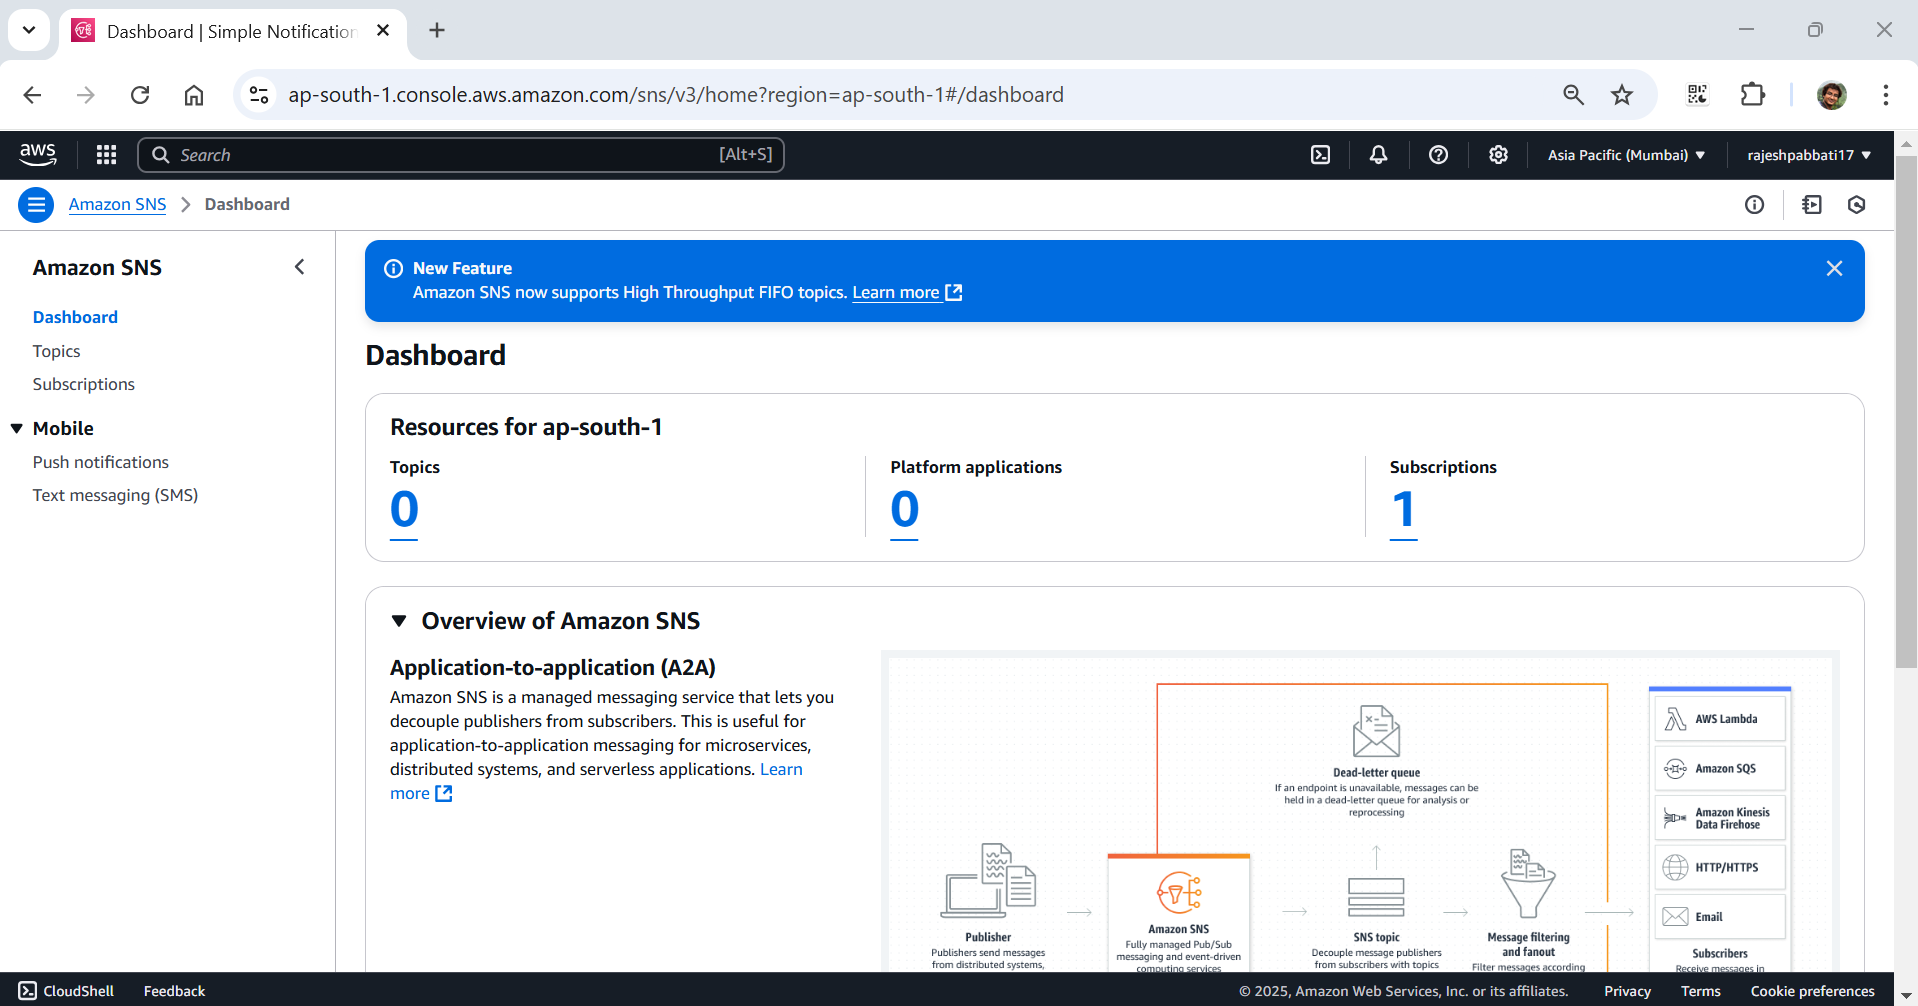 Dashboard | Simple Notification
ap-south-1.console.aws.amazon.com/sns/v3/home?region=ap-south-1#/dashboard
aws
Search
[Alt+S]
Asia Pacific (Mumbai)
rajeshpabbati17
Amazon SNS
Dashboard
Amazon SNS
Dashboard
Topics
Subscriptions
Mobile
Push notifications
Text messaging (SMS)
New Feature
Amazon SNS now supports High Throughput FIFO topics. Learn more
Dashboard
Resources for ap-south-1
Topics
0
Platform applications
0
Subscriptions
1
Overview of Amazon SNS
Application-to-application (A2A)
Amazon SNS is a managed messaging service that lets you
decouple publishers from subscribers. This is useful for
application-to-application messaging for microservices,
distributed systems, and serverless applications. Learn
more
Publisher
Publishers send messages
from distributed systems,
Amazon SNS
Fully managed Pub/Sub
messaging and event-driven
computing services
Dead-letter queue
If an endpoint is unavailable, messages can be
held in a dead-letter queue for analysis or
reprocessing
SNS topic
Decouple message publishers
from subscribers with topics
Message filtering
and fanout
Filter messages according
AWS Lambda
Amazon SQS
Amazon Kinesis
Data Firehose
HTTP/HTTPS
Email
Subscribers
Receive messages in
CloudShell
Feedback
© 2025, Amazon Web Services, Inc. or its affiliates.
Privacy
Terms
Cookie preferences